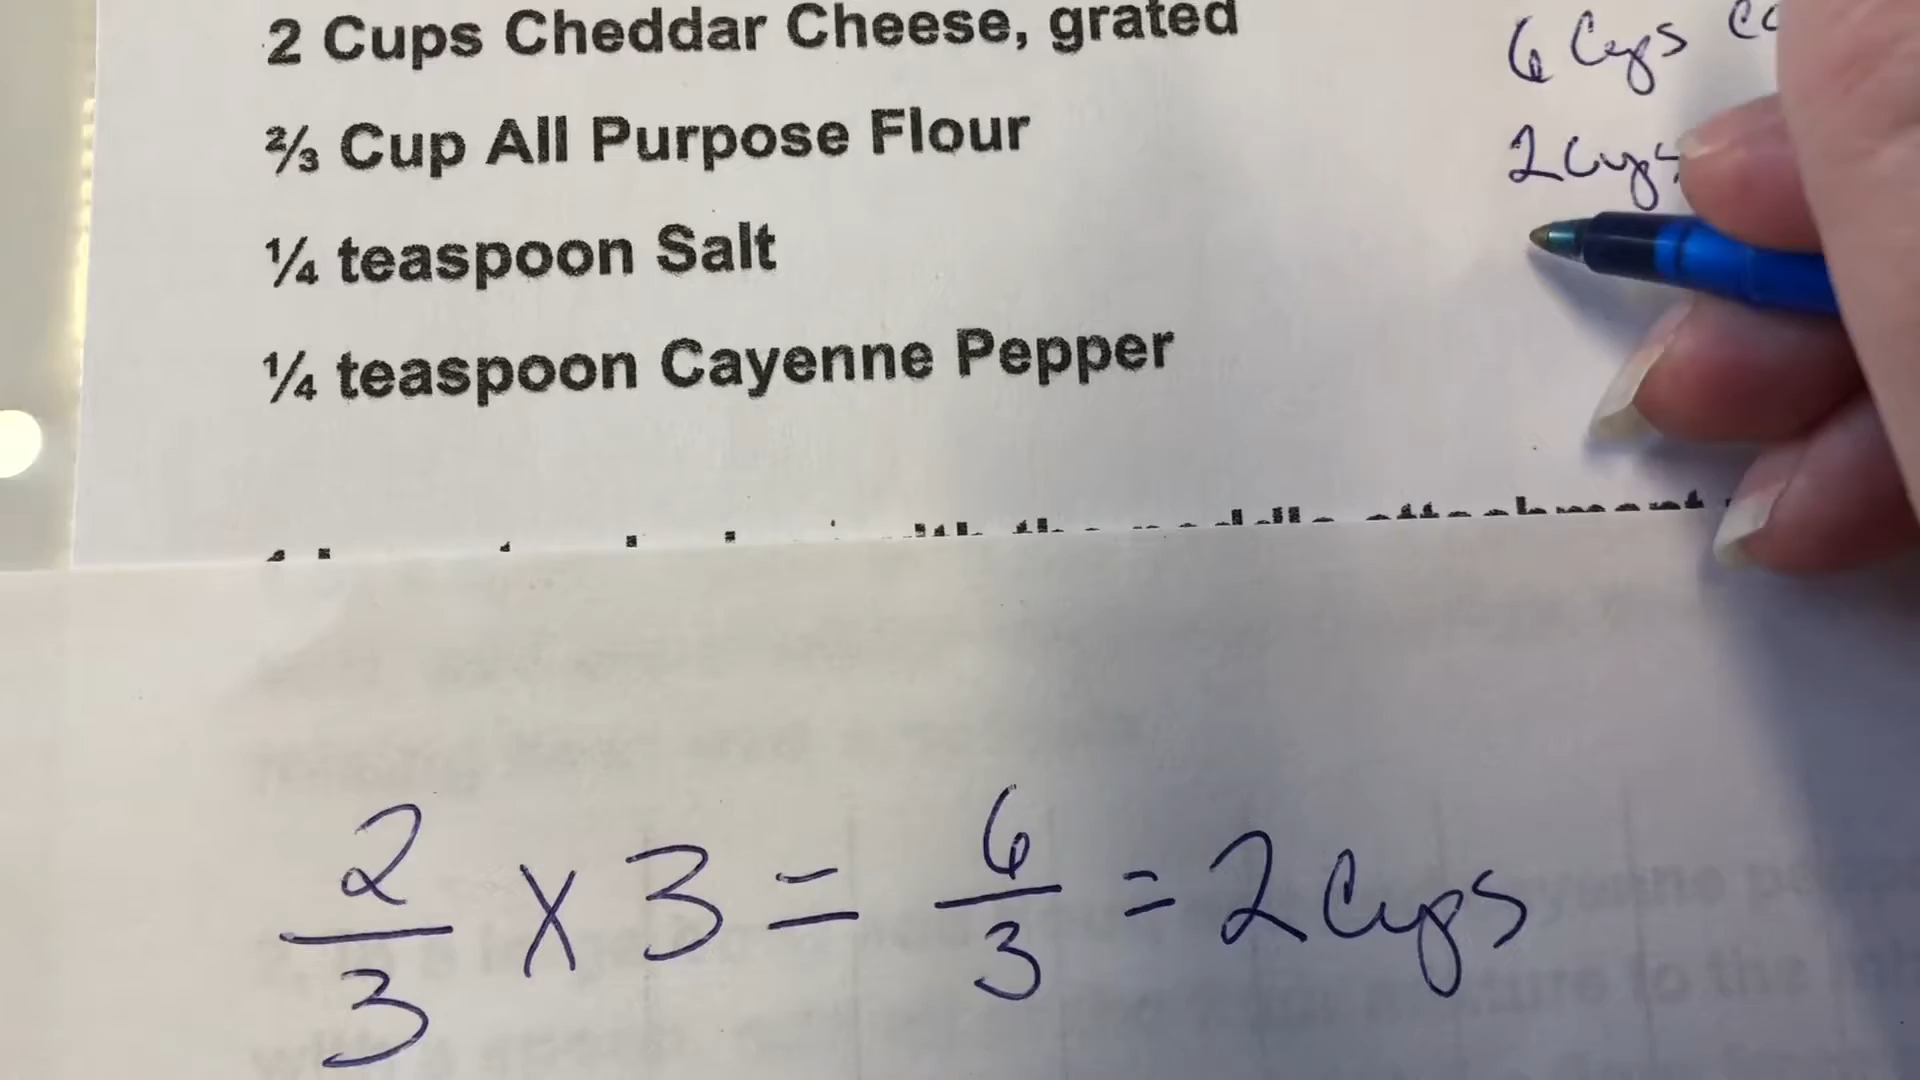 2 Cups Cheddar Cheese, grated
6 Cups
⅔ Cup All Purpose Flour
2 Cups
¼ teaspoon Salt
¼ teaspoon Cayenne Pepper
2/3 x 3 = 6/3 = 2 Cups